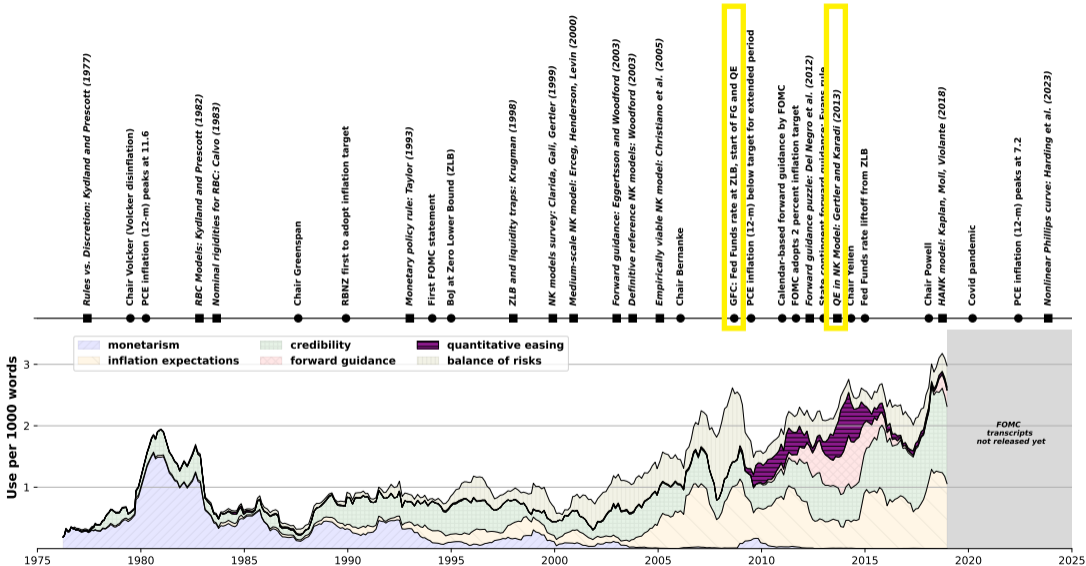 Rules vs. Discretion: Kydland and Prescott (1977)
Chair Volcker (Volcker disinflation)
PCE inflation (12-m) peaks at 11.6
RBC Models: Kydland and Prescott (1982)
Nominal rigidities for RBC: Calvo (1983)
Chair Greenspan
RBNZ first to adopt inflation target
Monetary policy rule: Taylor (1993)
First FOMC statement
BoJ at Zero Lower Bound (ZLB)
ZLB and liquidity traps: Krugman (1998)
NK models survey: Clarida, Gali, Gertler (1999)
Medium-scale NK model: Erceg, Henderson, Levin (2000)
Forward guidance: Eggertsson and Woodford (2003)
Definitive reference NK models: Woodford (2003)
Empirically viable NK model: Christiano et al. (2005)
Chair Bernanke
GFC: Fed Funds rate at ZLB, start of FG and QE
PCE inflation (12-m) below target for extended period
Calendar-based forward guidance by FOMC
FOMC adopts 2 percent inflation target
Forward guidance puzzle: Del Negro et al. (2012)
State contingent forward guidance: Evans rule
QE in NK Model: Gertler and Karadi (2013)
Chair Yellen
Fed Funds rate liftoff from ZLB
Chair Powell
HANK model: Kaplan, Moll, Violante (2018)
Covid pandemic
PCE inflation (12-m) peaks at 7.2
Nonlinear Phillips curve: Harding et al. (2023)
monetarism
inflation expectations
credibility
forward guidance
quantitative easing
balance of risks
Use per 1000 words
3
2
1
FOMC
transcripts
not released yet
1975 1980 1985 1990 1995 2000 2005 2010 2015 2020 2025